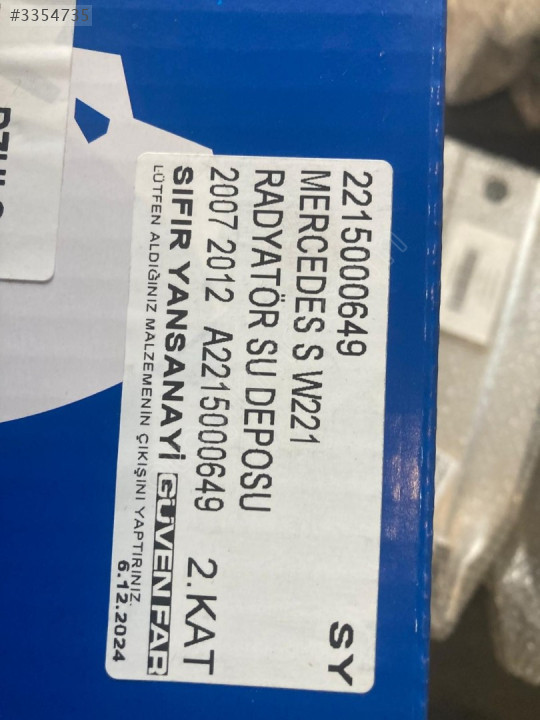 #3354735
2215000649
MERCEDES S W221
RADYATÖR SU DEPOSU
2007 2012 A2215000649
SIFIR YANSANAYİ GÜVENFAR
LÜTFEN ALDIĞINIZ MALZEMENİN ÇIKIŞINI YAPTIRINIZ.
6.12.2024
2.KAT
SY